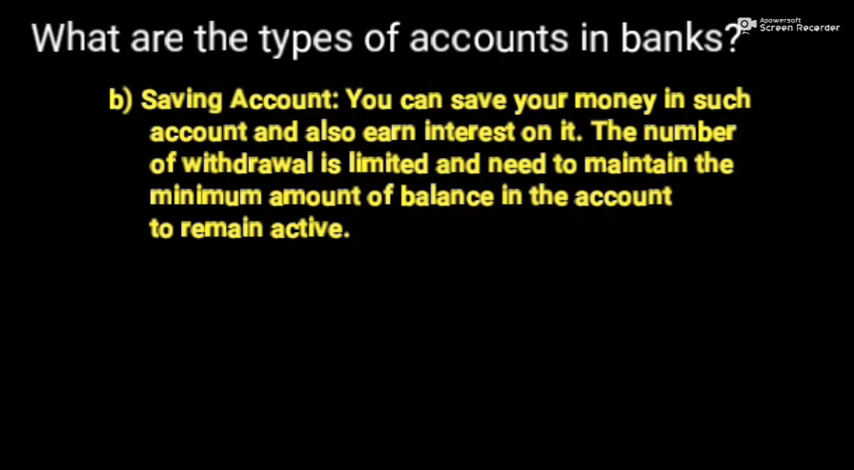 What are the types of accounts in banks?
Apowersoft
Screen Recorder
b) Saving Account: You can save your money in such
account and also earn interest on it. The number
of withdrawal is limited and need to maintain the
minimum amount of balance in the account
to remain active.